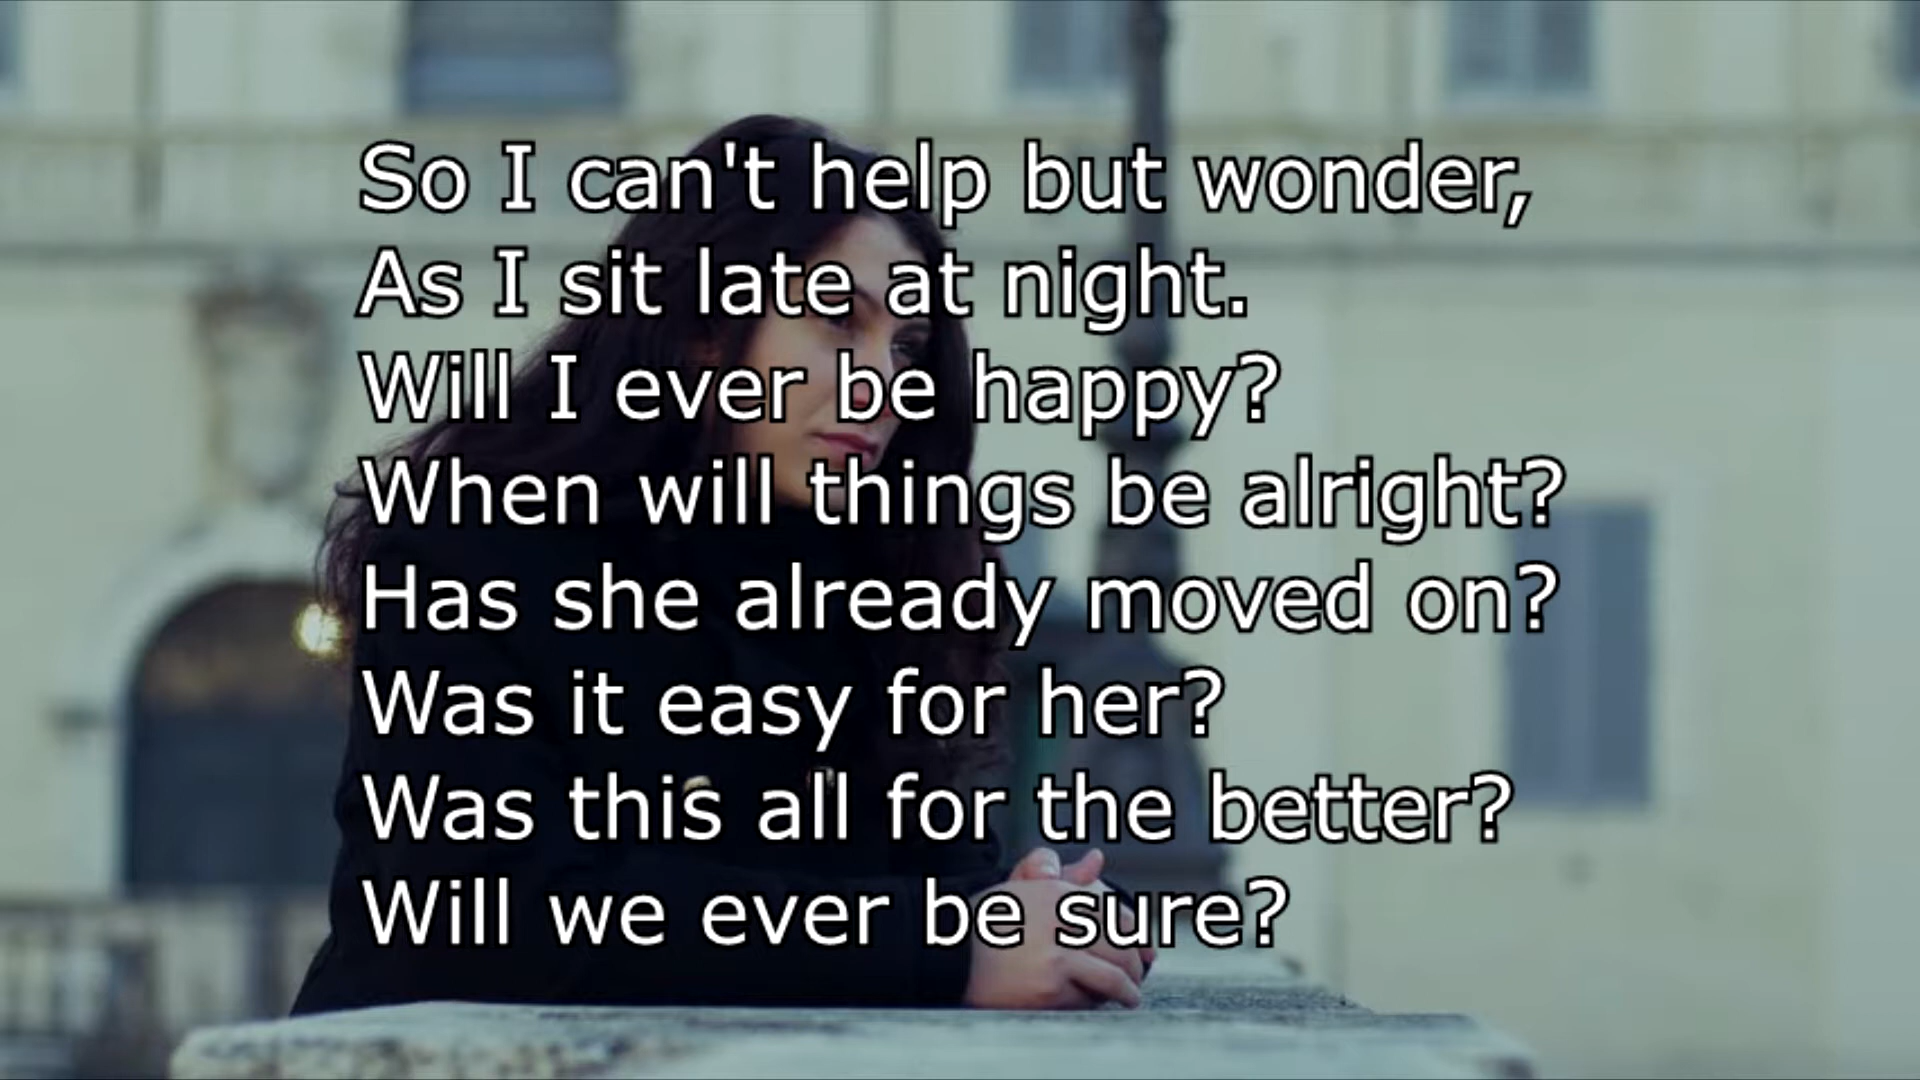 So I can't help but wonder,
As I sit late at night.
Will I ever be happy?
When will things be alright?
Has she already moved on?
Was it easy for her?
Was this all for the better?
Will we ever be sure?